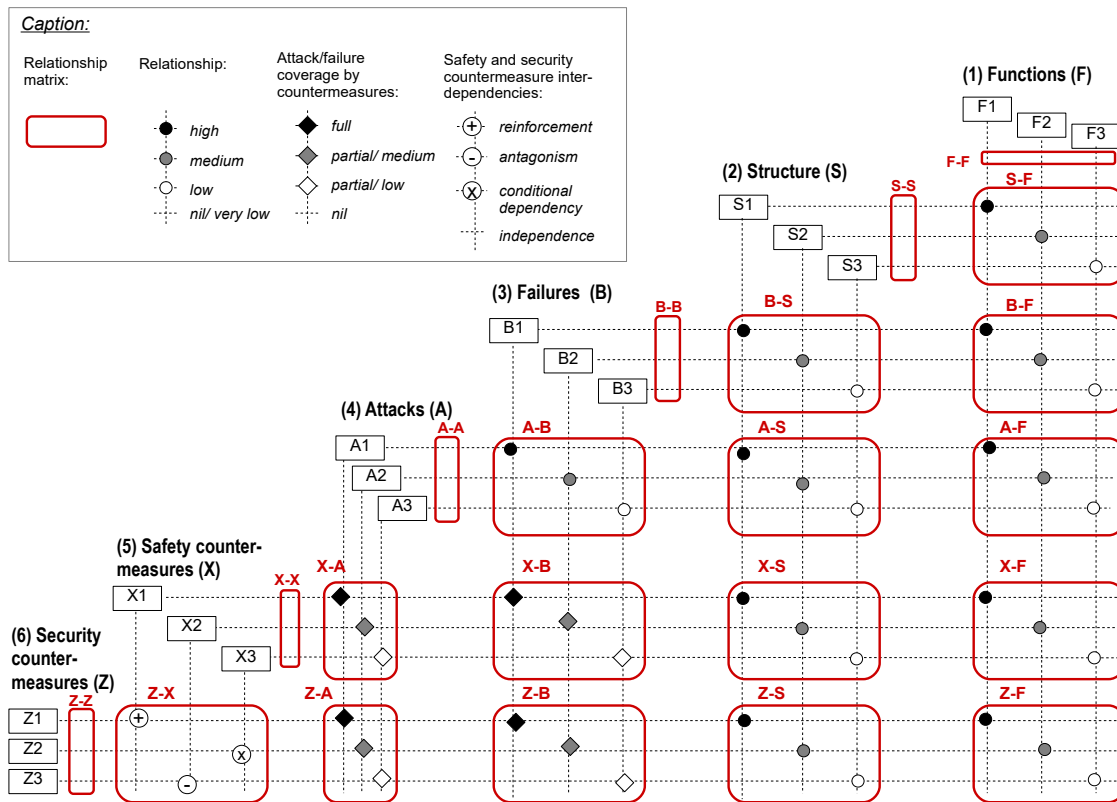 Caption:
Relationship
matrix:
Relationship:
high
medium
low
nil/ very low
Attack/failure
coverage by
countermeasures:
full
partial/ medium
partial/ low
nil
Safety and security
countermeasure inter-
dependencies:
+ reinforcement
- antagonism
x conditional
dependency
independence
(1) Functions (F)
F1
F2
F3
F-F
(2) Structure (S)
S-S
S-F
S1
S2
S3
(3) Failures (B)
B-B
B-S
B-F
B1
B2
B3
(4) Attacks (A)
A-A
A-B
A-S
A-F
A1
A2
A3
(5) Safety counter-
measures (X)
X-X
X-A
X-B
X-S
X-F
X1
X2
X3
(6) Security
counter-
measures (Z)
Z-Z
Z-X
Z-A
Z-B
Z-S
Z-F
Z1
+
Z2
x
Z3
-